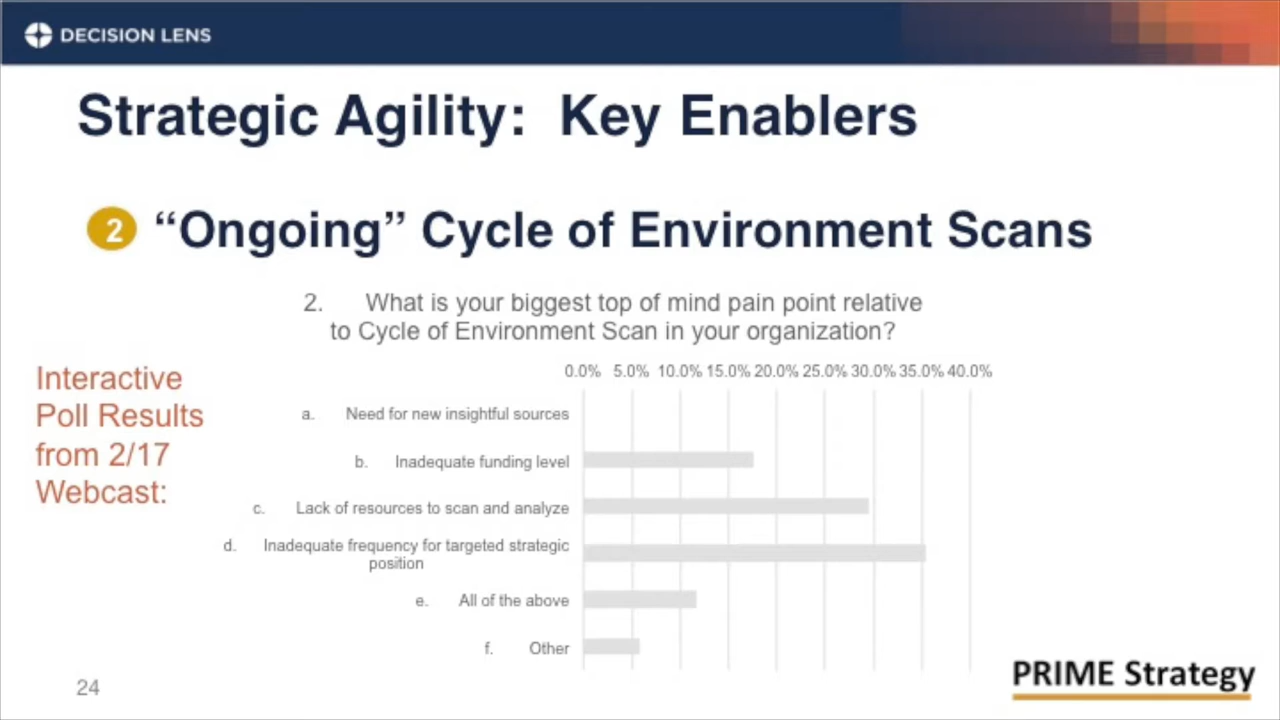 DECISION LENS
Strategic Agility: Key Enablers
2 “Ongoing” Cycle of Environment Scans
2. What is your biggest top of mind pain point relative
to Cycle of Environment Scan in your organization?
Interactive
Poll Results
from 2/17
Webcast:
0.0% 5.0% 10.0% 15.0% 20.0% 25.0% 30.0% 35.0% 40.0%
a. Need for new insightful sources
b. Inadequate funding level
c. Lack of resources to scan and analyze
d. Inadequate frequency for targeted strategic
position
e. All of the above
f. Other
24
PRIME Strategy